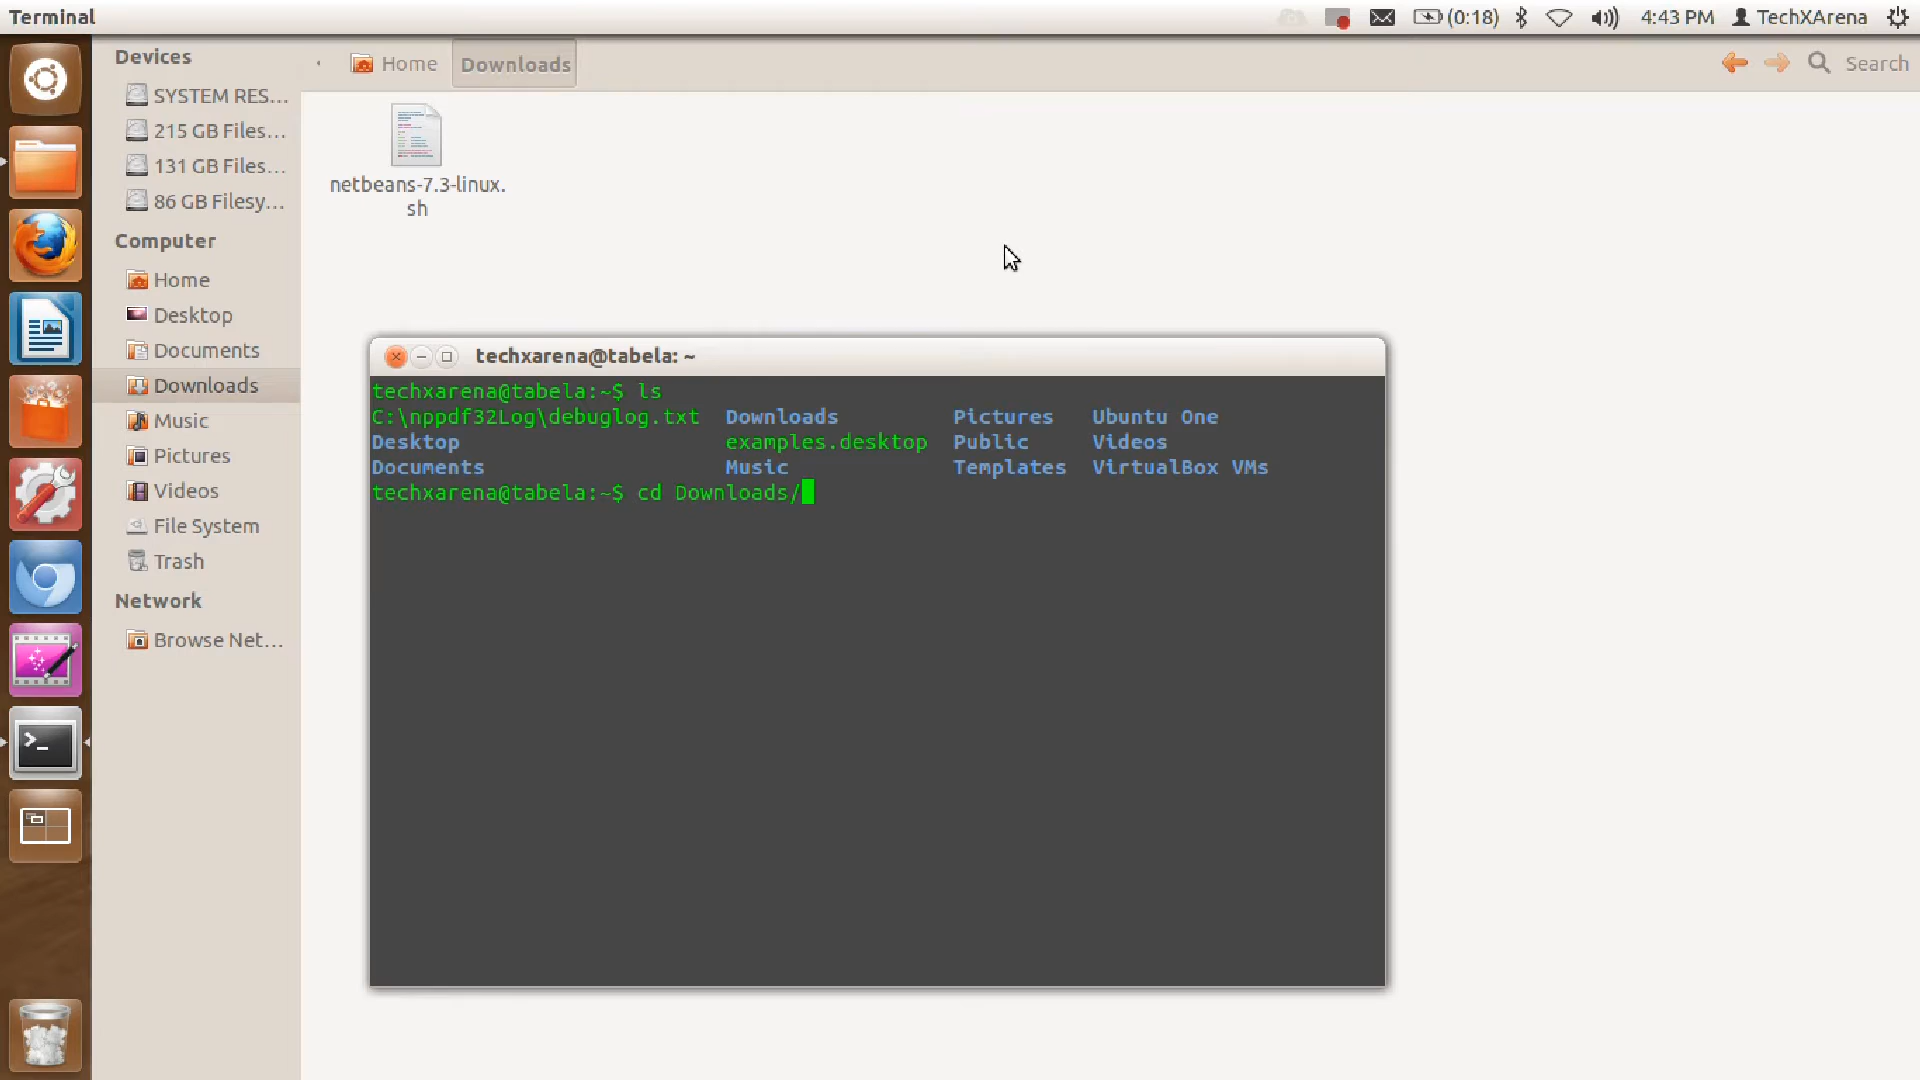 Terminal
(0:18)
4:43 PM
TechXArena
Devices
SYSTEM RES...
215 GB Files...
131 GB Files...
86 GB Filesy...
Computer
Home
Desktop
Documents
Downloads
Music
Pictures
Videos
File System
Trash
Network
Browse Net...
Home
Downloads
Search
netbeans-7.3-linux.
sh
techxarena@tabela: ~
techxarena@tabela:~$ ls
C:\nppdf32Log\debuglog.txt Downloads Pictures Ubuntu One
Desktop examples.desktop Public Videos
Documents Music Templates VirtualBox VMs
techxarena@tabela:~$ cd Downloads/